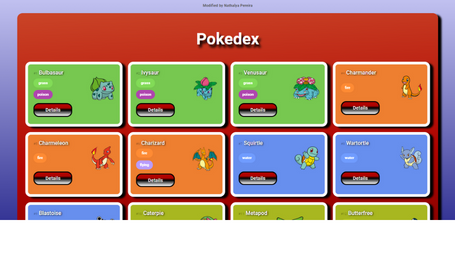 Modified by Nathalya Pereira
Pokedex
Bulbasaur
grass
poison
Details
Ivysaur
grass
poison
Details
Venusaur
grass
poison
Details
Charmander
fire
Details
Charmeleon
fire
Details
Charizard
fire
flying
Details
Squirtle
water
Details
Wartortle
water
Details
Blastoise
Caterpie
Metapod
Butterfree